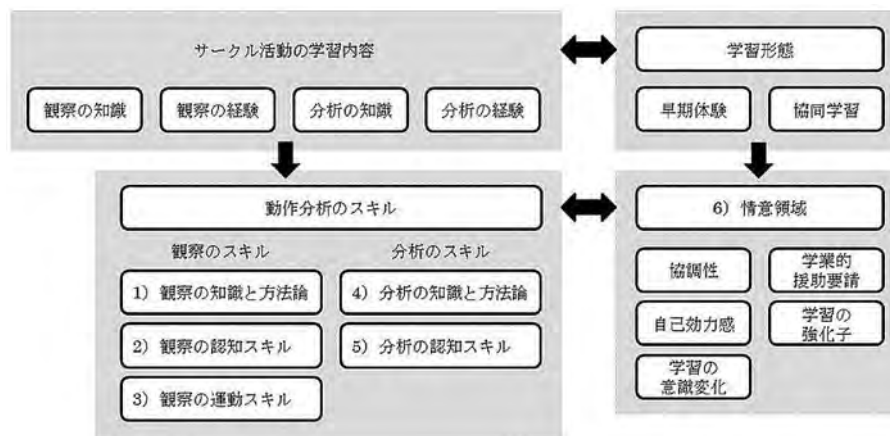 サークル活動の学習内容
観察の知識
観察の経験
分析の知識
分析の経験
学習形態
早期体験
協同学習
動作分析のスキル
観察のスキル
分析のスキル
1）観察の知識と方法論
2）観察の認知スキル
3）観察の運動スキル
4）分析の知識と方法論
5）分析の認知スキル
6）情意領域
協調性
学業的
援助要請
自己効力感
学習の
強化子
学習の
意識変化